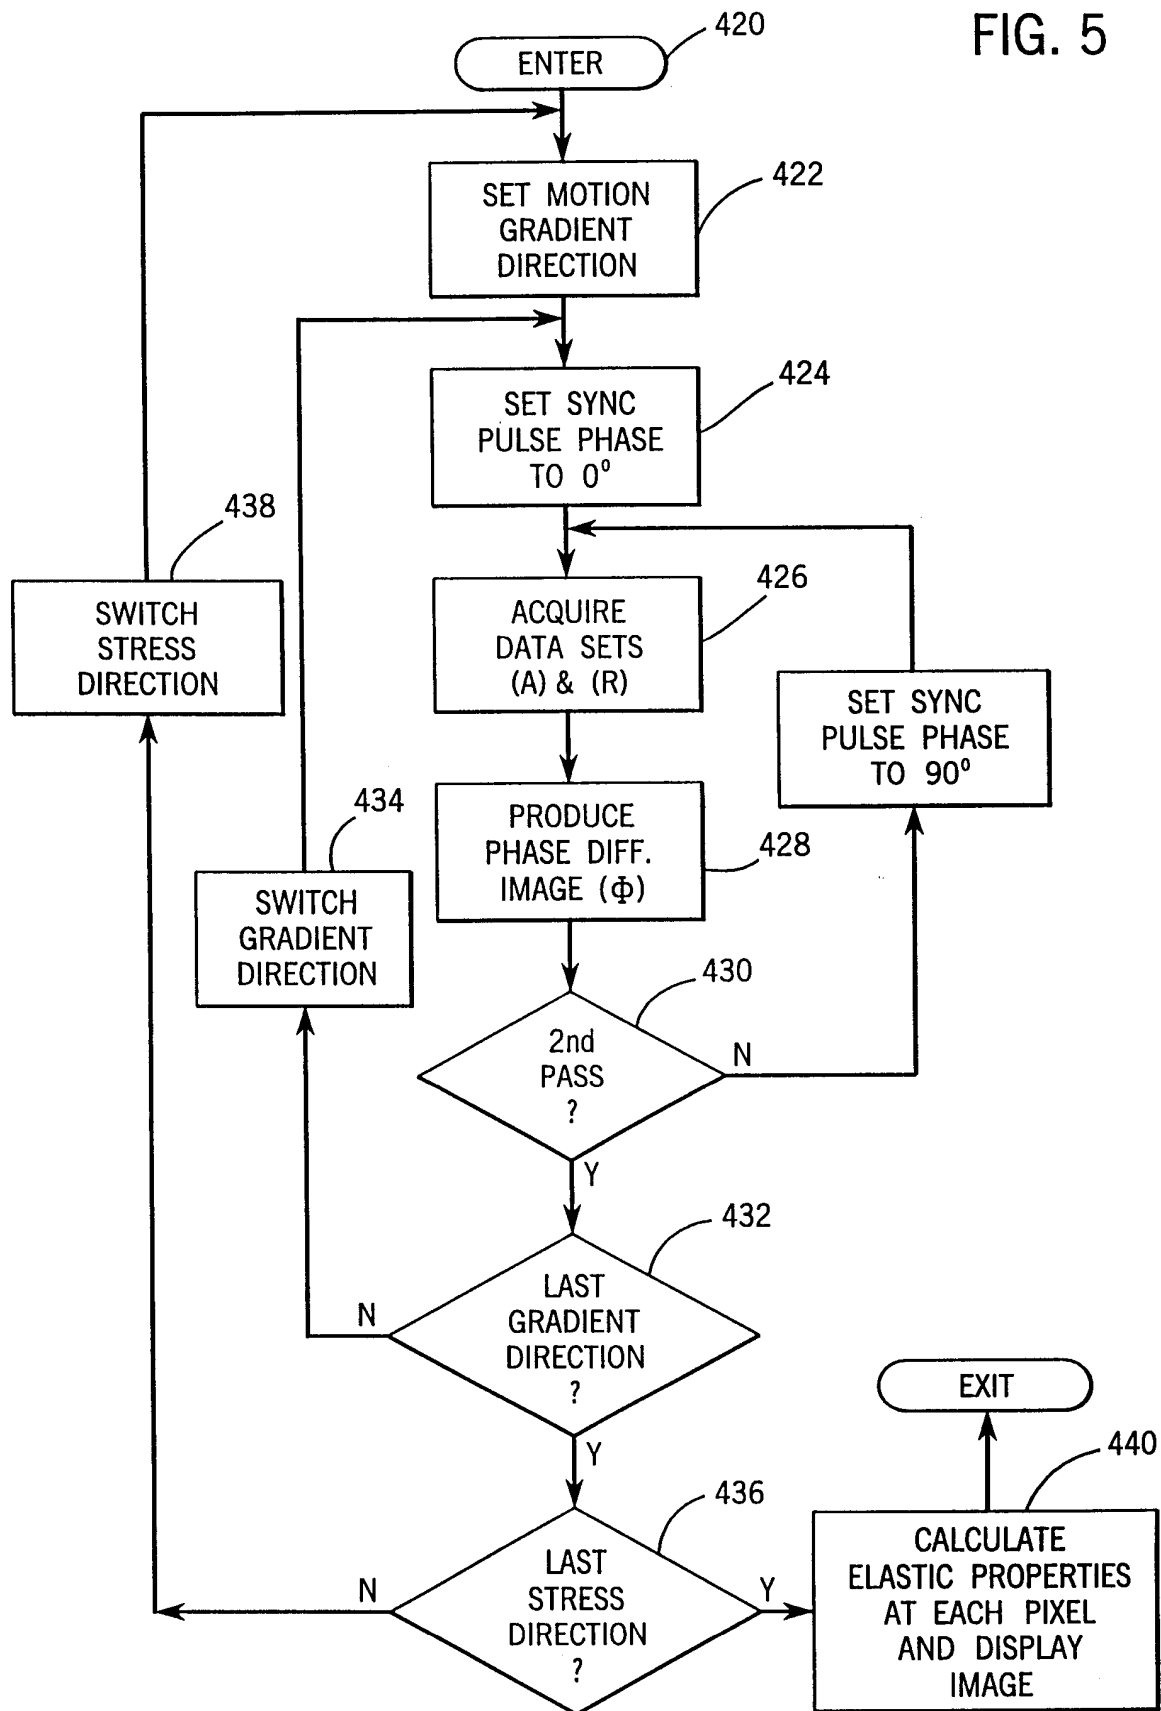 FIG. 5
420
ENTER
422
SET MOTION
GRADIENT
DIRECTION
424
SET SYNC
PULSE PHASE
TO 0°
438
SWITCH
STRESS
DIRECTION
426
ACQUIRE
DATA SETS
(A) & (R)
SET SYNC
PULSE PHASE
TO 90°
434
SWITCH
GRADIENT
DIRECTION
428
PRODUCE
PHASE DIFF.
IMAGE (Φ)
430
2nd
PASS
?
N
Y
432
LAST
GRADIENT
DIRECTION
?
N
Y
EXIT
436
LAST
STRESS
DIRECTION
?
N
Y
440
CALCULATE
ELASTIC PROPERTIES
AT EACH PIXEL
AND DISPLAY
IMAGE